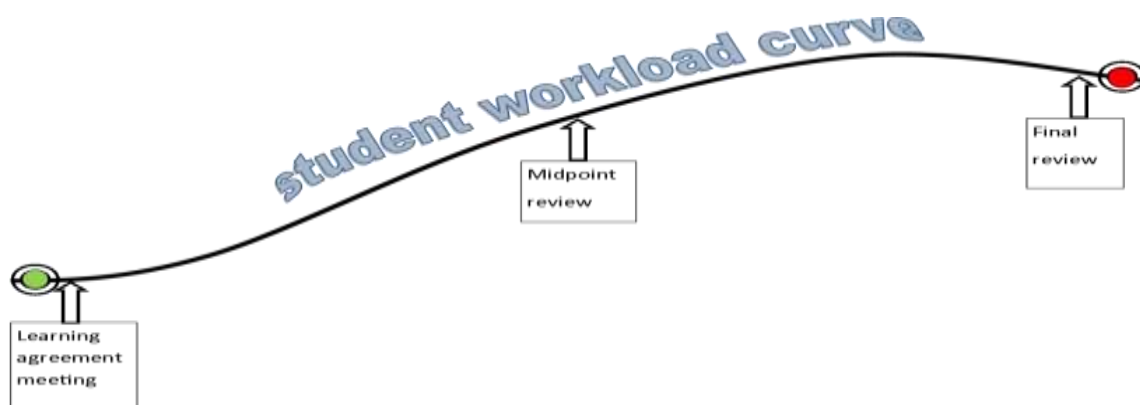 student workload curve
Midpoint
review
Final
review
Learning
agreement
meeting